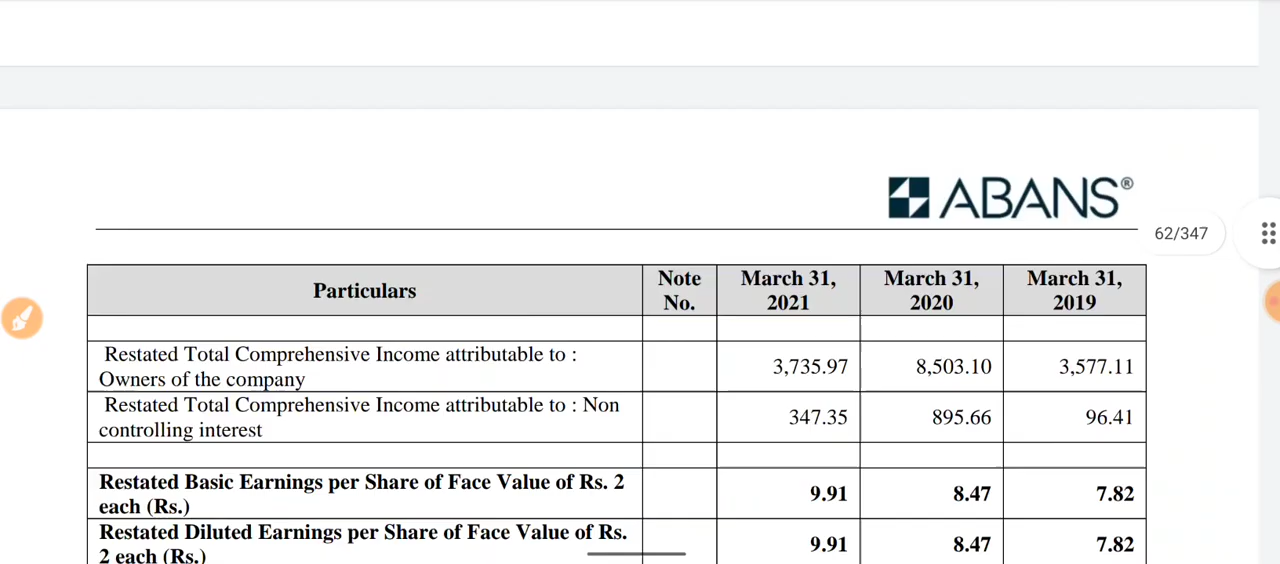 ABANS®
62/347
Particulars Note No. March 31, 2021 March 31, 2020 March 31, 2019
Restated Total Comprehensive Income attributable to :
Owners of the company 3,735.97 8,503.10 3,577.11
Restated Total Comprehensive Income attributable to : Non
controlling interest 347.35 895.66 96.41
Restated Basic Earnings per Share of Face Value of Rs. 2
each (Rs.) 9.91 8.47 7.82
Restated Diluted Earnings per Share of Face Value of Rs.
2 each (Rs.) 9.91 8.47 7.82